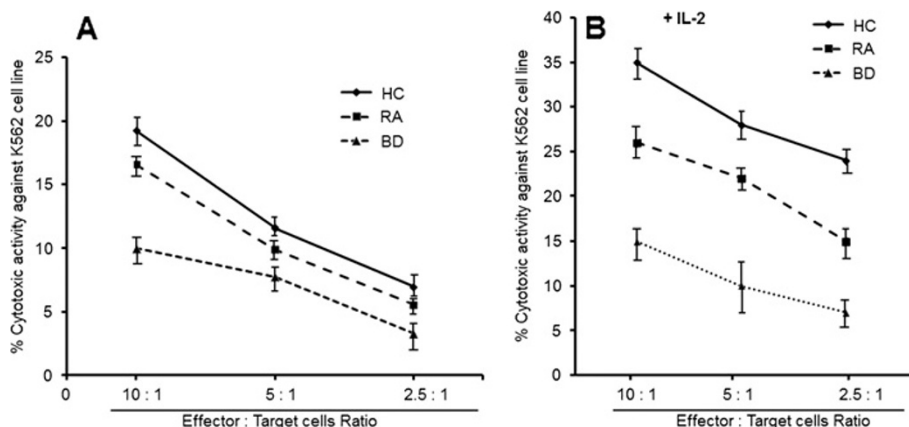 A
% Cytotoxic activity against K562 cell line
25
20
15
10
5
0
HC
RA
BD
0
10 : 1
5 : 1
2.5 : 1
Effector : Target cells Ratio
B
+ IL-2
% Cytotoxic activity against K562 cell line
40
35
30
25
20
15
10
5
0
HC
RA
BD
10 : 1
5 : 1
2.5 : 1
Effector : Target cells Ratio